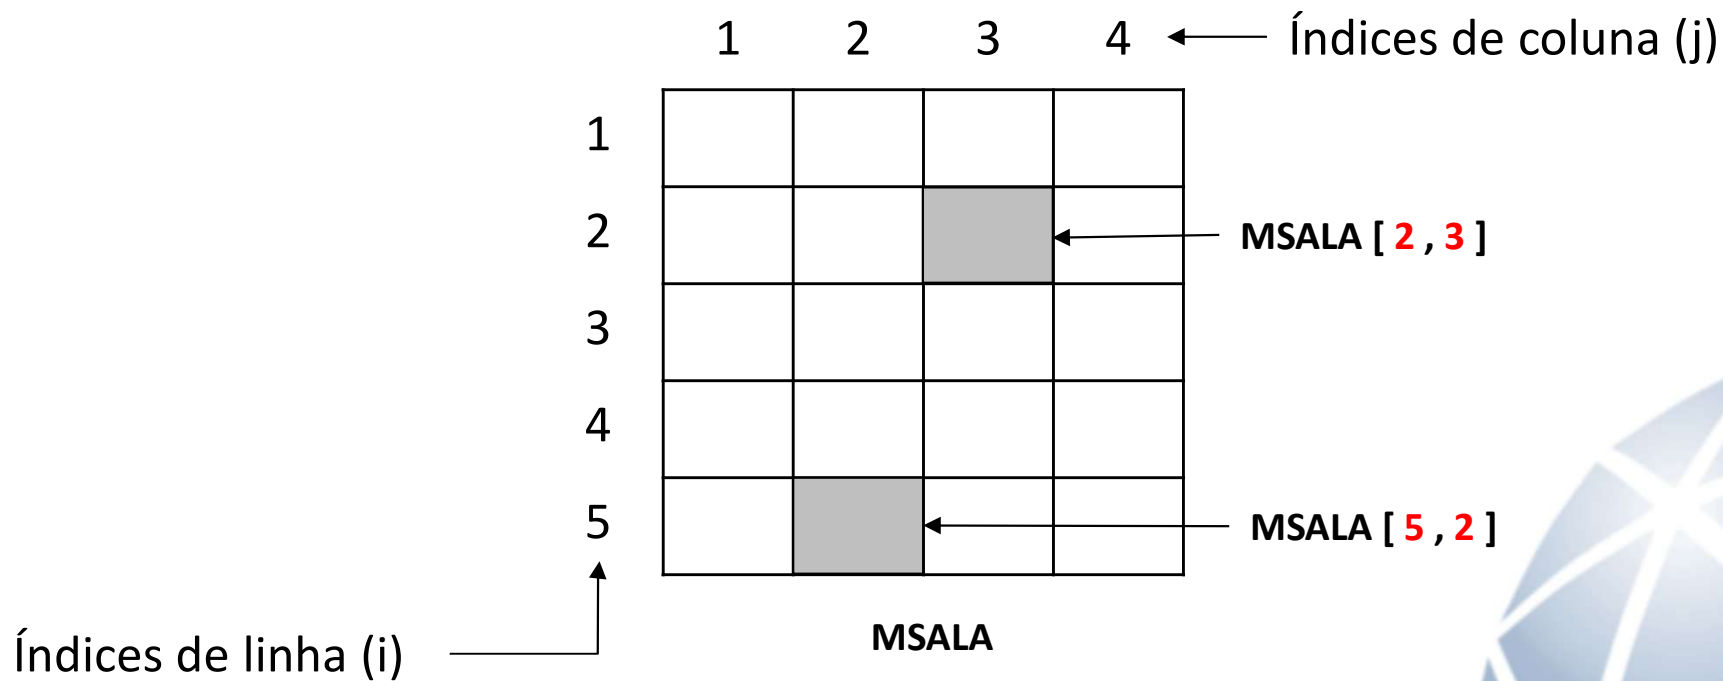 1 2 3 4 Índices de coluna (j)
1
2 MSALA [ 2 , 3 ]
3
4
5 MSALA [ 5 , 2 ]
MSALA
Índices de linha (i)